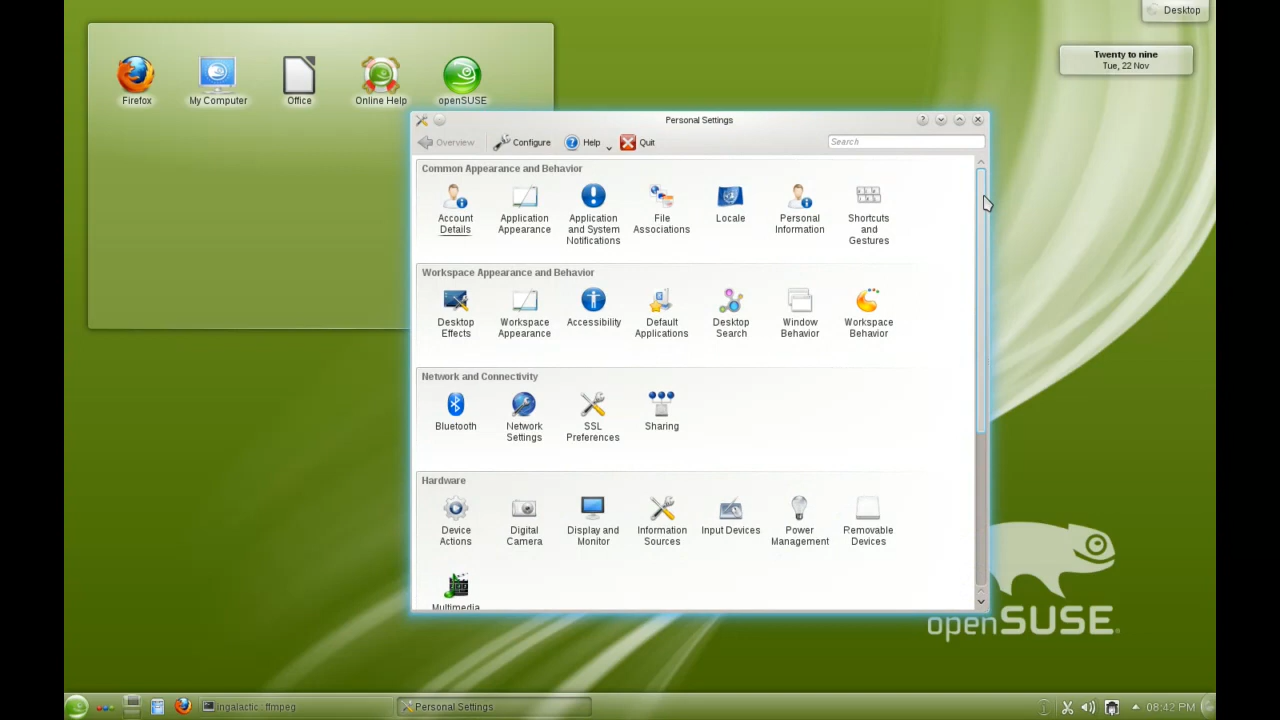 Desktop
Twenty to nine
Tue, 22 Nov
Firefox
My Computer
Office
Online Help
openSUSE
Personal Settings
Overview
Configure
Help
Quit
Search
Common Appearance and Behavior
Account
Details
Application
Appearance
Application
and System
Notifications
File
Associations
Locale
Personal
Information
Shortcuts
and
Gestures
Workspace Appearance and Behavior
Desktop
Effects
Workspace
Appearance
Accessibility
Default
Applications
Desktop
Search
Window
Behavior
Workspace
Behavior
Network and Connectivity
Bluetooth
Network
Settings
SSL
Preferences
Sharing
Hardware
Device
Actions
Digital
Camera
Display and
Monitor
Information
Sources
Input Devices
Power
Management
Removable
Devices
Multimedia
openSUSE
ingalactic : ffmpeg
Personal Settings
08:42 PM